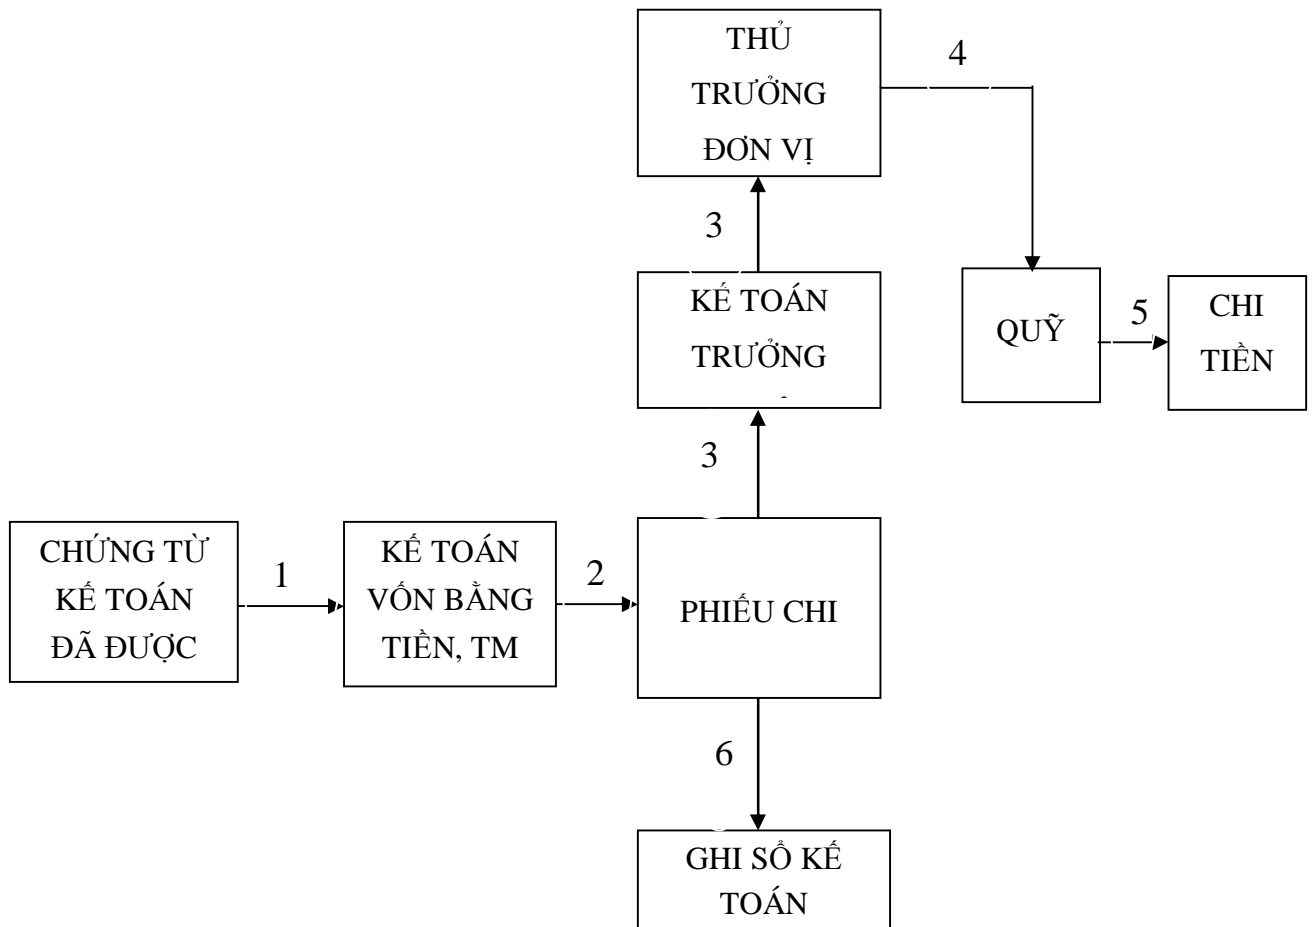 THỦ
TRƯỞNG
ĐƠN VỊ
4
3
KẾ TOÁN
TRƯỞNG
QUỸ
5
CHI
TIỀN
3
CHỨNG TỪ
KẾ TOÁN
ĐÃ ĐƯỢC
1
KẾ TOÁN
VỐN BẰNG
TIỀN, TM
2
PHIẾU CHI
6
GHI SỔ KẾ
TOÁN